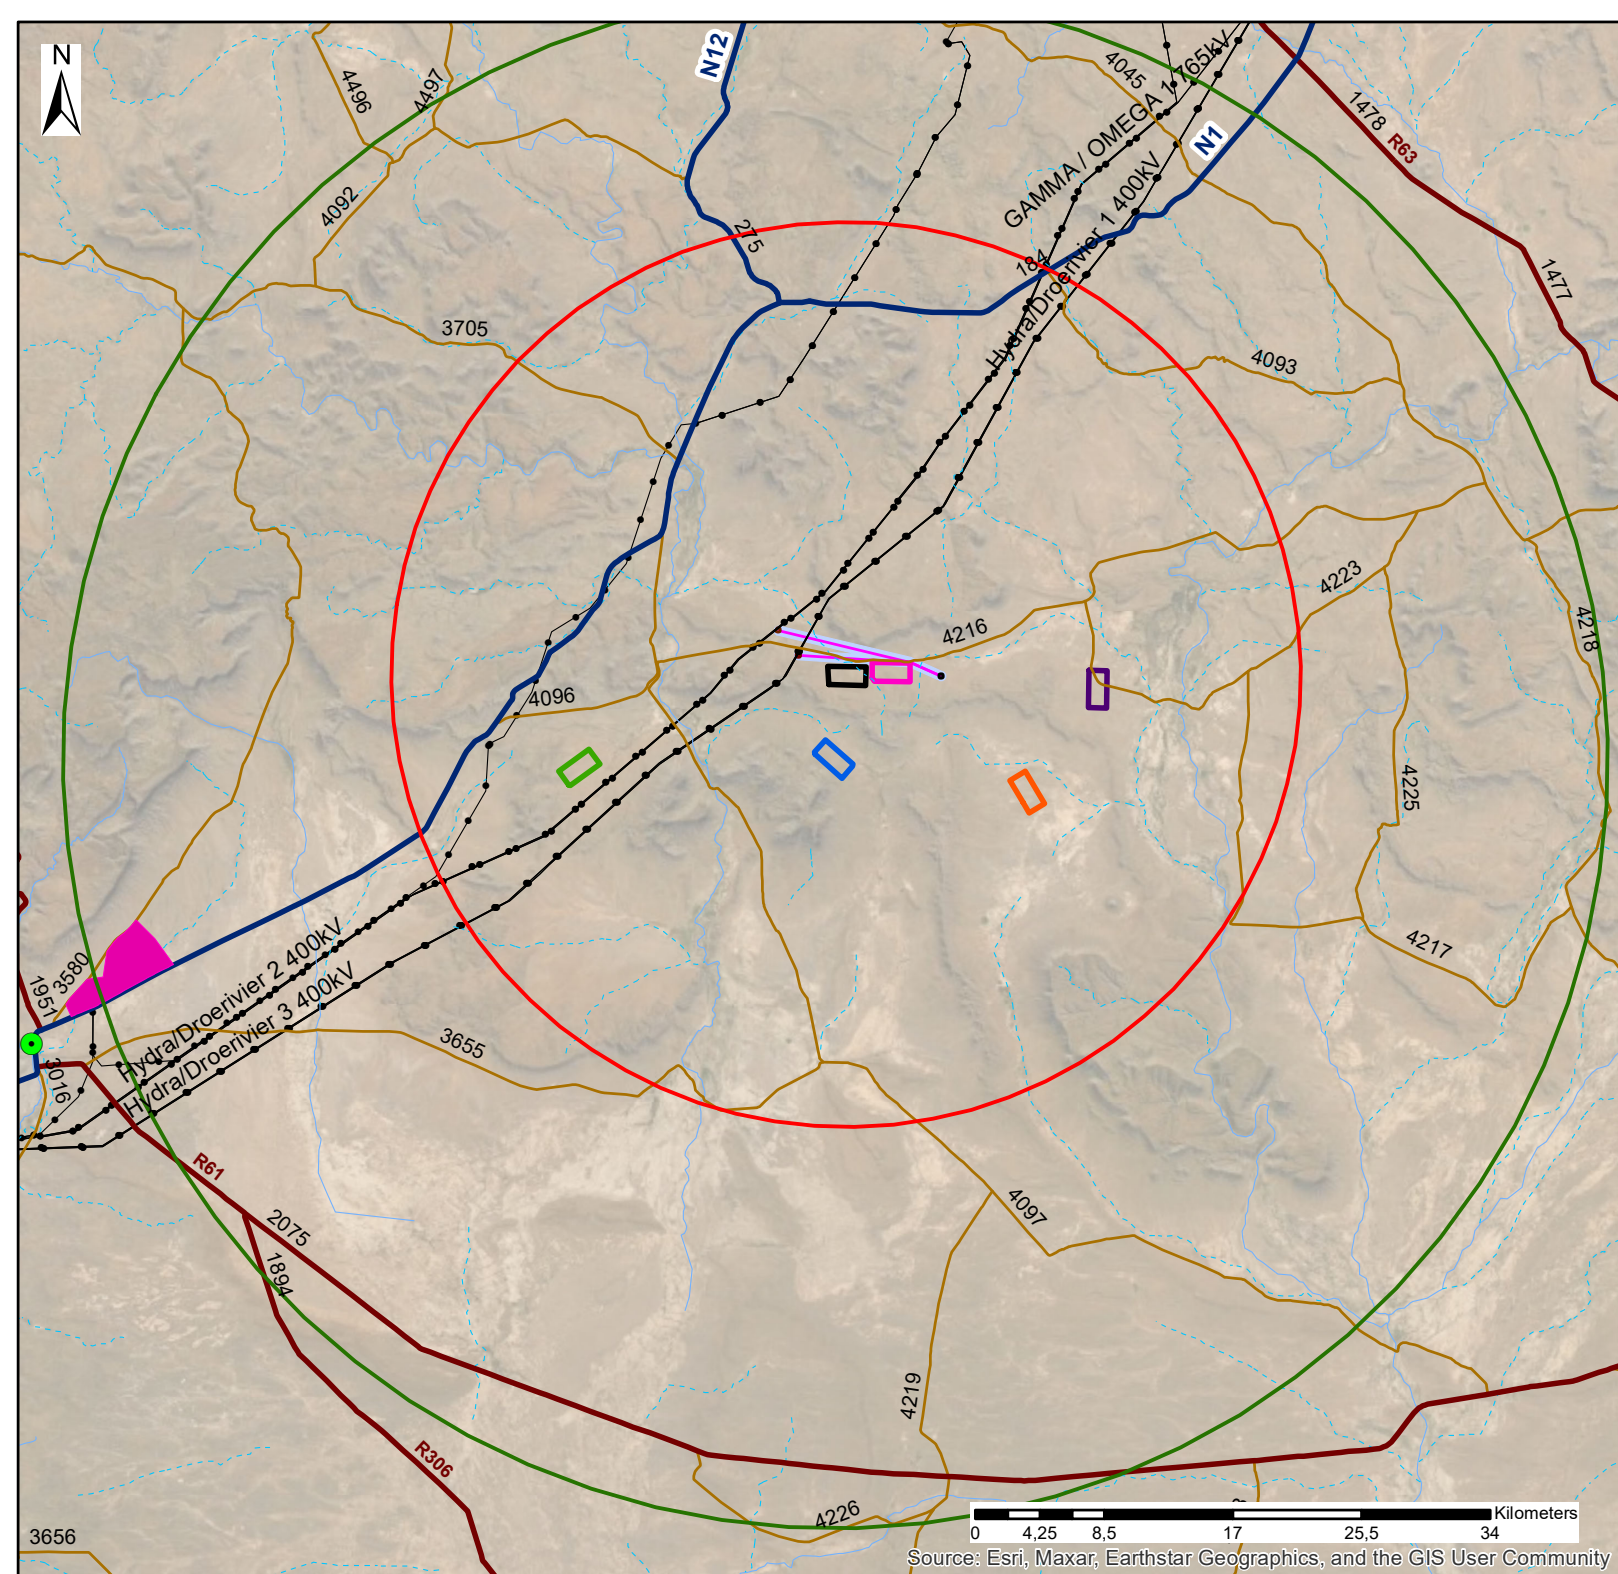 N
N12
4496
4497
4045
GAMMA / OMEGA 1 765kV
N1
1478
R63
4092
275
184
Hydra/Droerivier 1 400kV
1477
3705
4093
4223
4216
4218
4096
4225
4217
3580
1951
Hydra/Droerivier 2 400kV
Hydra/Droerivier 3 400kV
3655
3016
R61
2075
1894
4097
4219
R306
4226
3656
Kilometers
0 4,25 8,5 17 25,5 34
Source: Esri, Maxar, Earthstar Geographics, and the GIS User Community